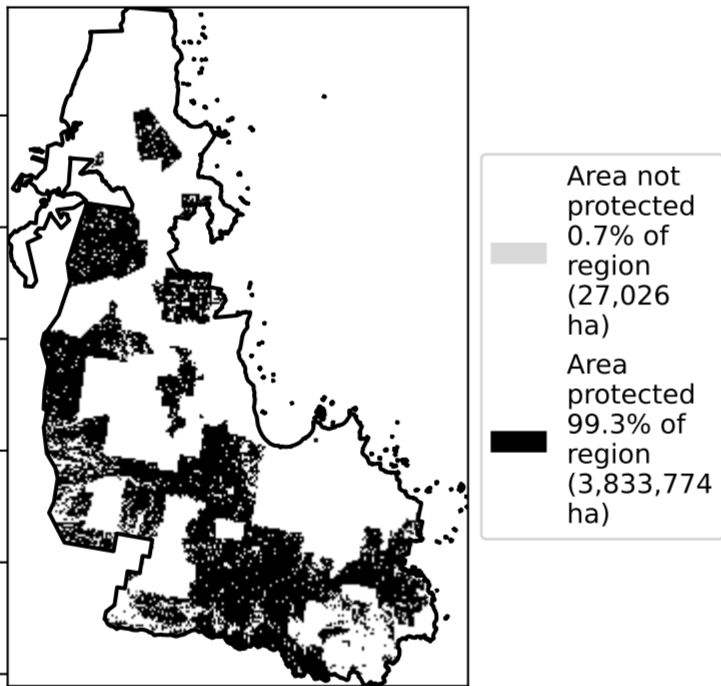 Area not
protected
0.7% of
region
(27,026
ha)
Area
protected
99.3% of
region
(3,833,774
ha)